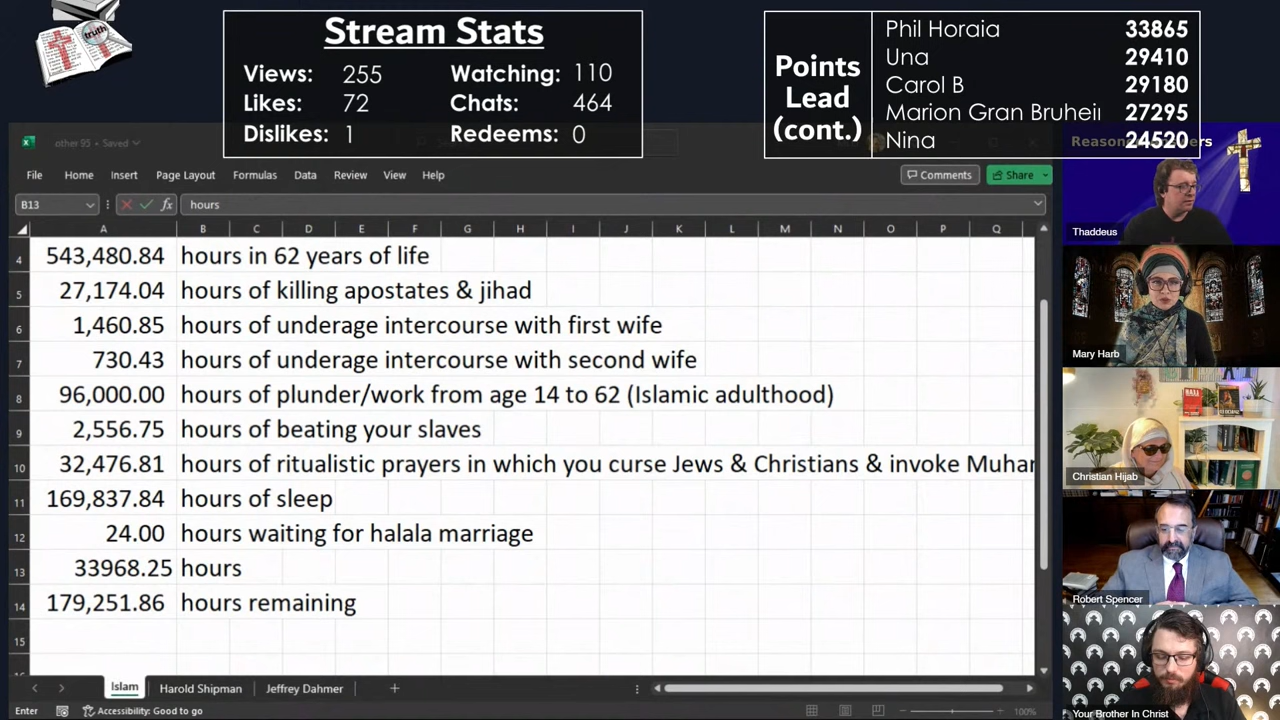 truth
Stream Stats
Views: 255 Watching: 110
Likes: 72 Chats: 464
Dislikes: 1 Redeems: 0
Points Lead (cont.)
Phil Horaia 33865
Una 29410
Carol B 29180
Marion Gran Bruheii 27295
Nina 24520
other 95 • Saved
File Home Insert Page Layout Formulas Data Review View Help Comments Share
B13 fx hours
A B C D E F G H I J K L M N O P Q
4 543,480.84 hours in 62 years of life
5 27,174.04 hours of killing apostates & jihad
6 1,460.85 hours of underage intercourse with first wife
7 730.43 hours of underage intercourse with second wife
8 96,000.00 hours of plunder/work from age 14 to 62 (Islamic adulthood)
9 2,556.75 hours of beating your slaves
10 32,476.81 hours of ritualistic prayers in which you curse Jews & Christians & invoke Muhar
11 169,837.84 hours of sleep
12 24.00 hours waiting for halala marriage
13 33968.25 hours
14 179,251.86 hours remaining
15
Islam Harold Shipman Jeffrey Dahmer +
Enter Accessibility: Good to go 100%
Thaddeus
Mary Harb
Christian Hijab
Robert Spencer
Your Brother In Christ